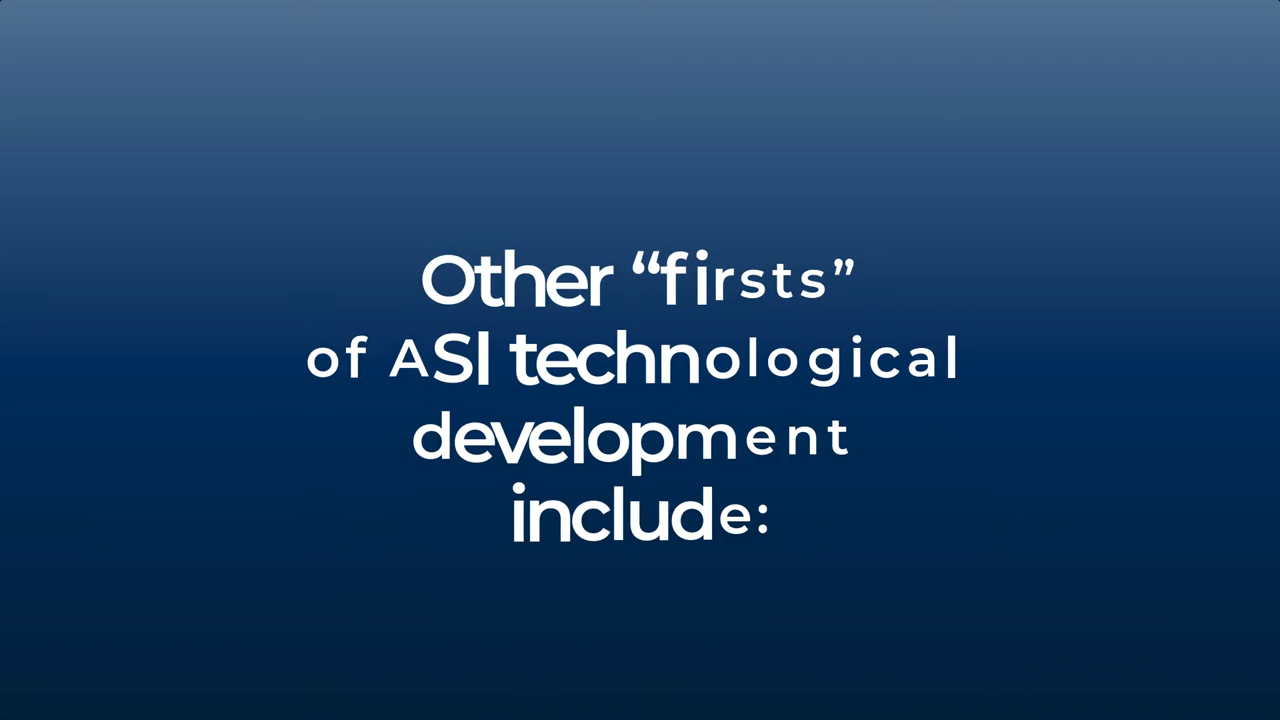 Other “firsts”
of ASI technological
development
include: